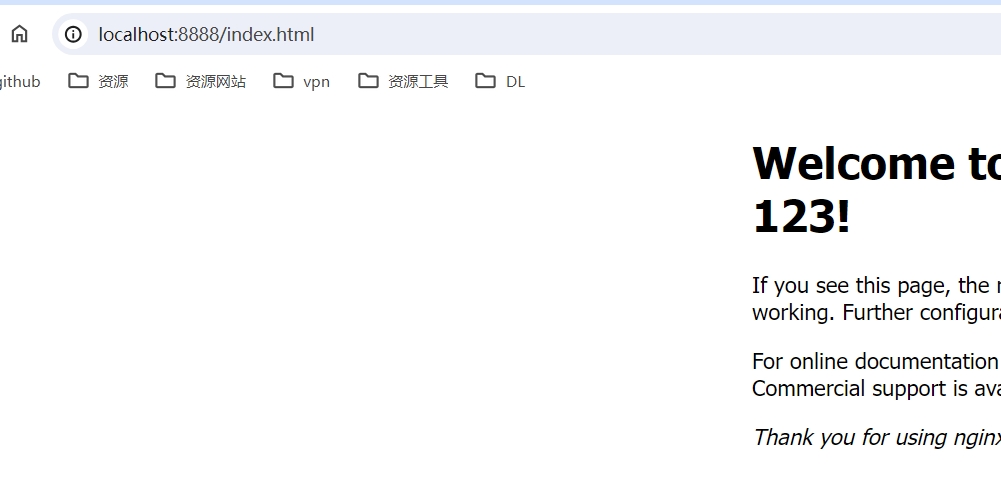 localhost:8888/index.html
github 资源 资源网站 vpn 资源工具 DL
Welcome to
123!
If you see this page, the
working. Further
For online documentation
Commercial support is
Thank you for using nginx